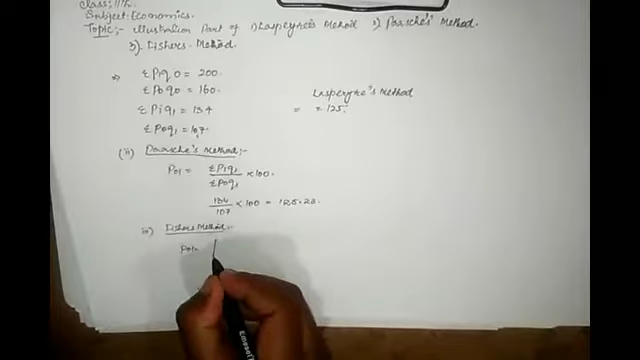 Class: 11th.
Subject: Economics.
Topic:- Illustration Part of 1) Laspeyre's Method 2) Paasche's Method.
3). Fishers Method.
⇒ ΣP1q0 = 200.
ΣP0q0 = 160.
Laspeyre's Method
ΣP1q1 = 134
= = 125.
ΣP0q1 = 107.
(ii) Paasche's Method:-
P01 = ΣP1q1 / ΣP0q1 ×100.
134 / 107 ×100 = 125.23.
iii) Fishers Method:-
P01=